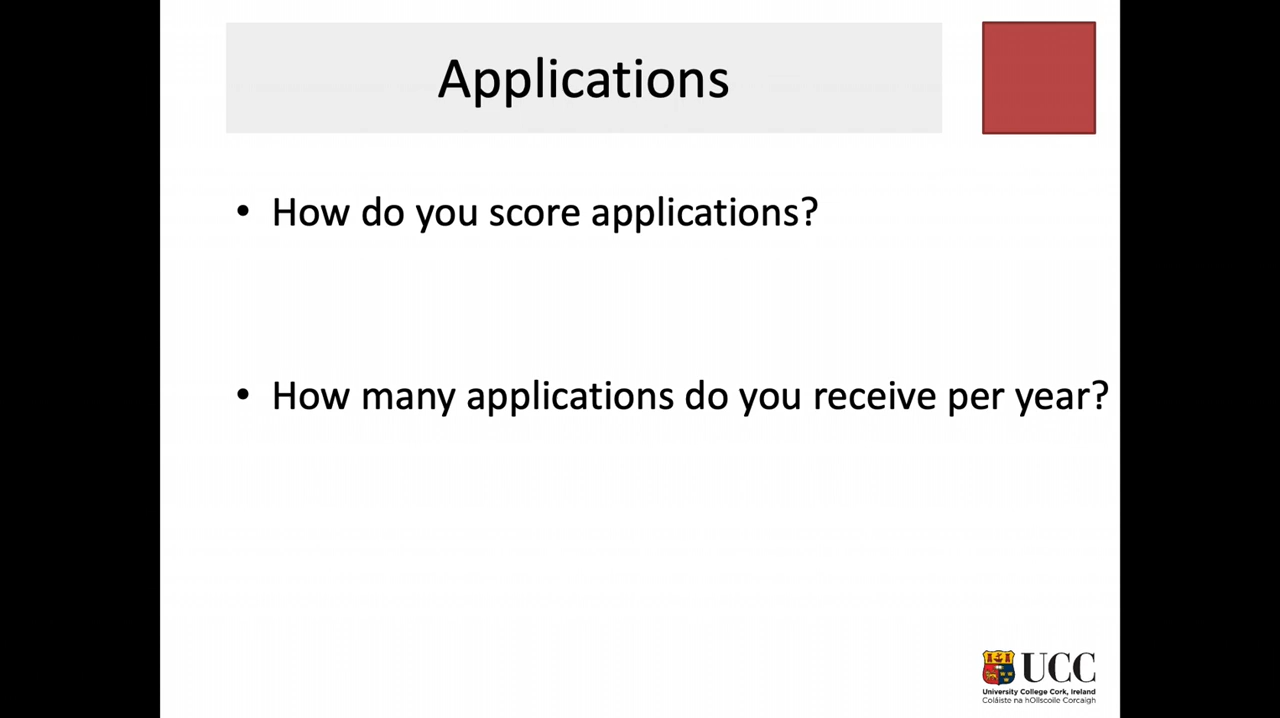 Applications
• How do you score applications?
• How many applications do you receive per year?
UCC
University College Cork, Ireland
Coláiste na hOllscoile Corcaigh